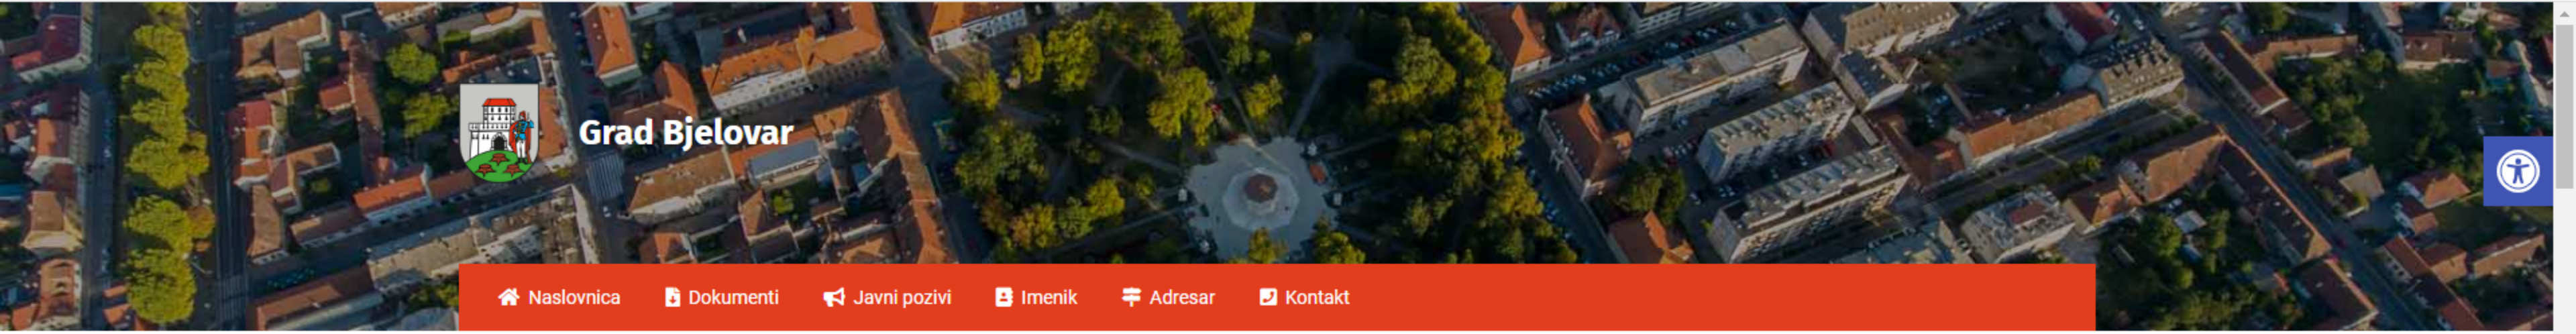 Grad Bjelovar
Naslovnica Dokumenti Javni pozivi Imenik Adresar Kontakt